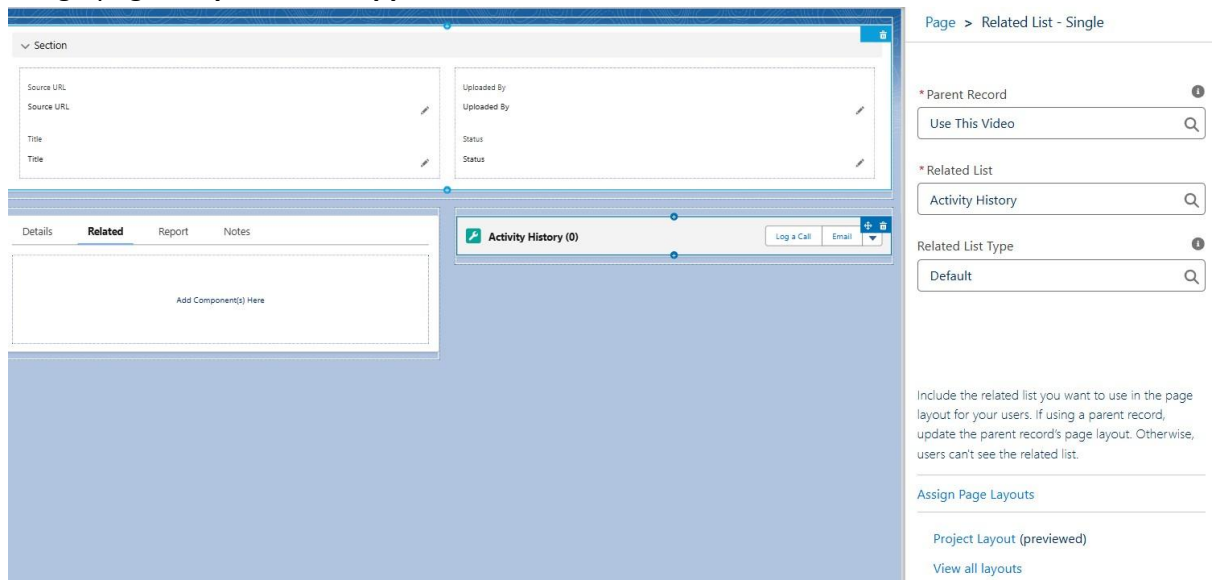 Section
Source URL
Source URL
Title
Title
Uploaded By
Uploaded By
Status
Status
Details Related Report Notes
Add Component(s) Here
Activity History (0)
Log a Call Email
Page > Related List - Single
*Parent Record
Use This Video
*Related List
Activity History
Related List Type
Default
Include the related list you want to use in the page
layout for your users. If using a parent record,
update the parent record's page layout. Otherwise,
users can't see the related list.
Assign Page Layouts
Project Layout (previewed)
View all layouts